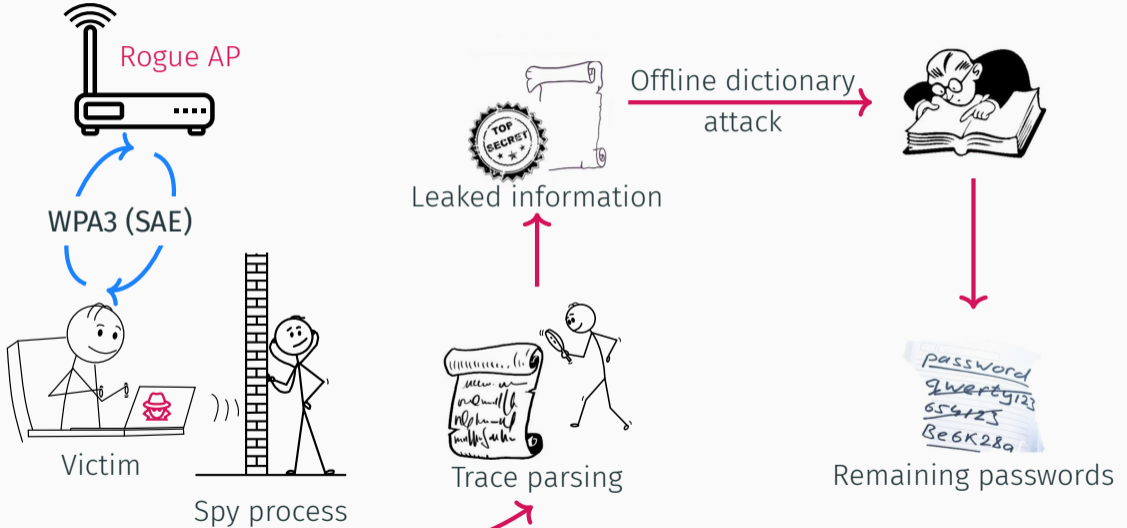 Rogue AP
WPA3 (SAE)
Victim
Spy process
Trace parsing
TOP
SECRET
Leaked information
Offline dictionary
attack
password
qwerty123
654123
Be6K28a
Remaining passwords